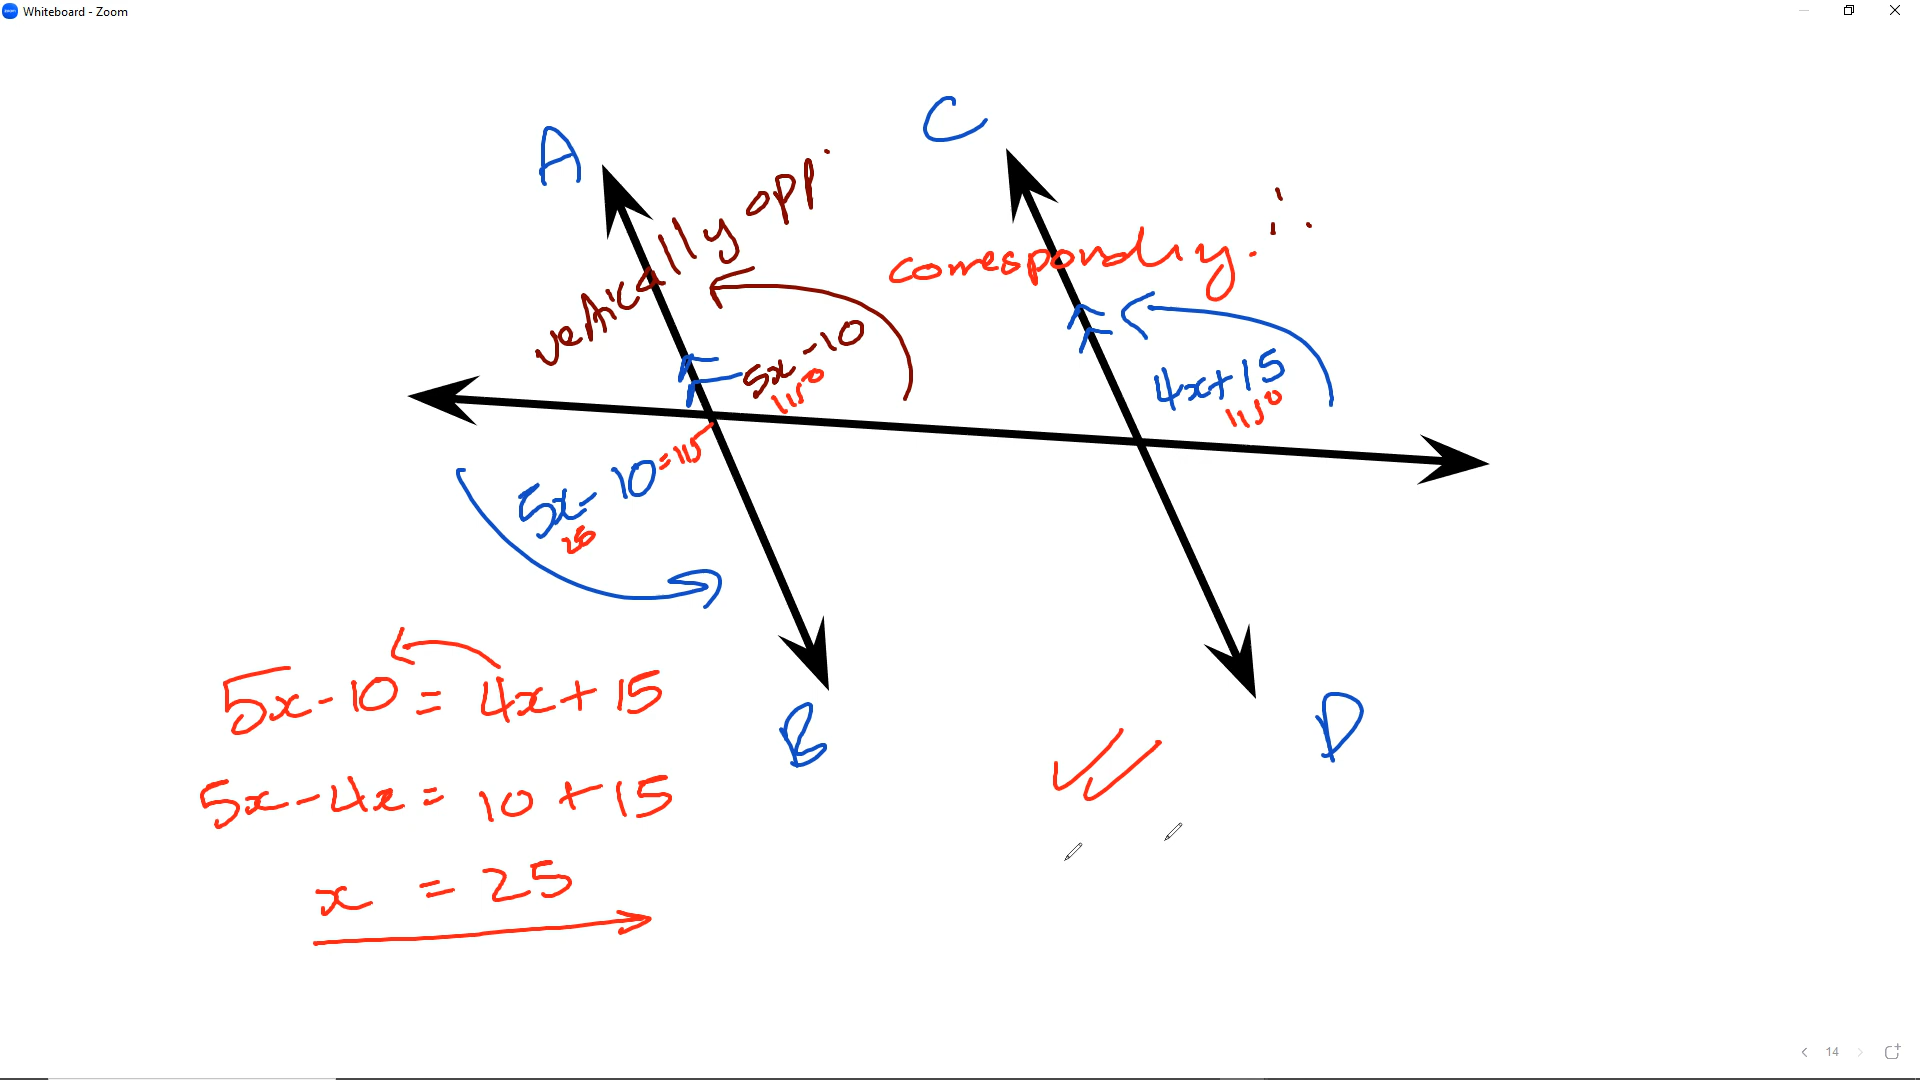 Whiteboard - Zoom
A
C
vertically opp.
corresponding. ∴
5x - 10
115°
4x + 15
115°
5x - 10 = 115
25
5x - 10 = 4x + 15
B
D
5x - 4x = 10 + 15
x = 25
14